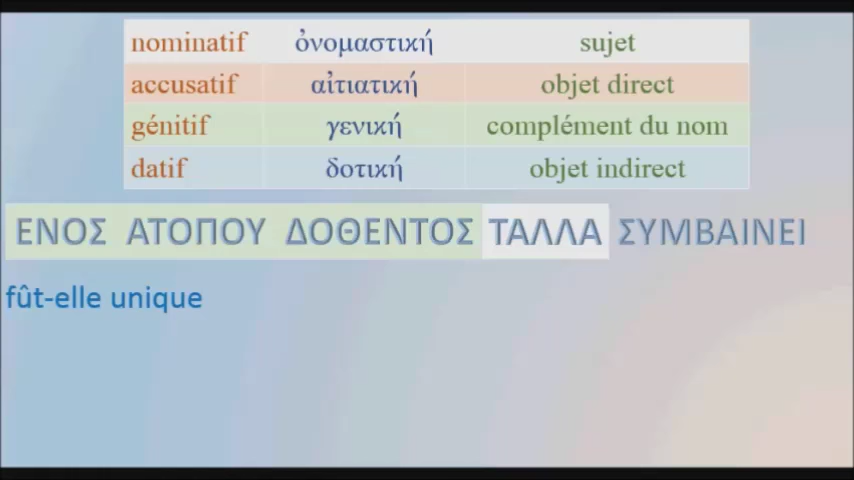 nominatif ὀνομαστική sujet
accusatif αἰτιατική objet direct
génitif γενική complément du nom
datif δοτική objet indirect
ΕΝΟΣ ΑΤΟΠΟΥ ΔΟΘΕΝΤΟΣ ΤΑΛΛΑ ΣΥΜΒΑΙΝΕΙ
fût-elle unique